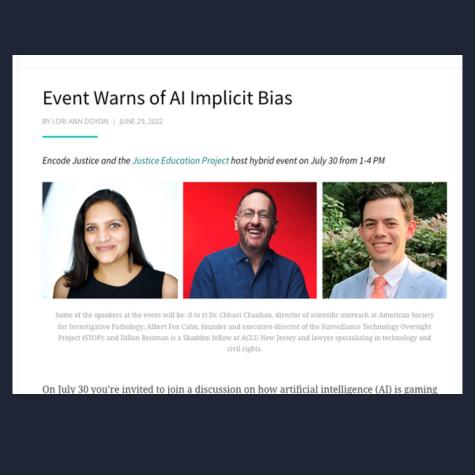 Event Warns of AI Implicit Bias
BY LORI ANN DOYON | JUNE 29, 2022
Encode Justice and the Justice Education Project host hybrid event on July 30 from 1-4 PM
Some of the speakers at the event will be: (l to r) Dr. Chhavi Chauhan, director of scientific outreach at American Society
for Investigative Pathology; Albert Fox Cahn, founder and executive director of the Surveillance Technology Oversight
Project (STOP); and Dillon Reisman is a Skadden fellow at ACLU New Jersey and lawyer specializing in technology and
civil rights.
On July 30 you're invited to join a discussion on how artificial intelligence (AI) is gaming